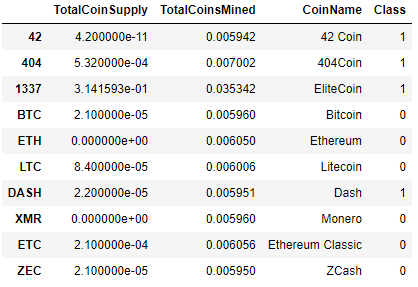 TotalCoinSupply TotalCoinsMined CoinName Class
42 4.200000e-11 0.005942 42 Coin 1
404 5.320000e-04 0.007002 404Coin 1
1337 3.141593e-01 0.035342 EliteCoin 1
BTC 2.100000e-05 0.005960 Bitcoin 0
ETH 0.000000e+00 0.006050 Ethereum 0
LTC 8.400000e-05 0.006006 Litecoin 0
DASH 2.200000e-05 0.005951 Dash 1
XMR 0.000000e+00 0.005960 Monero 0
ETC 2.100000e-04 0.006056 Ethereum Classic 0
ZEC 2.100000e-05 0.005950 ZCash 0